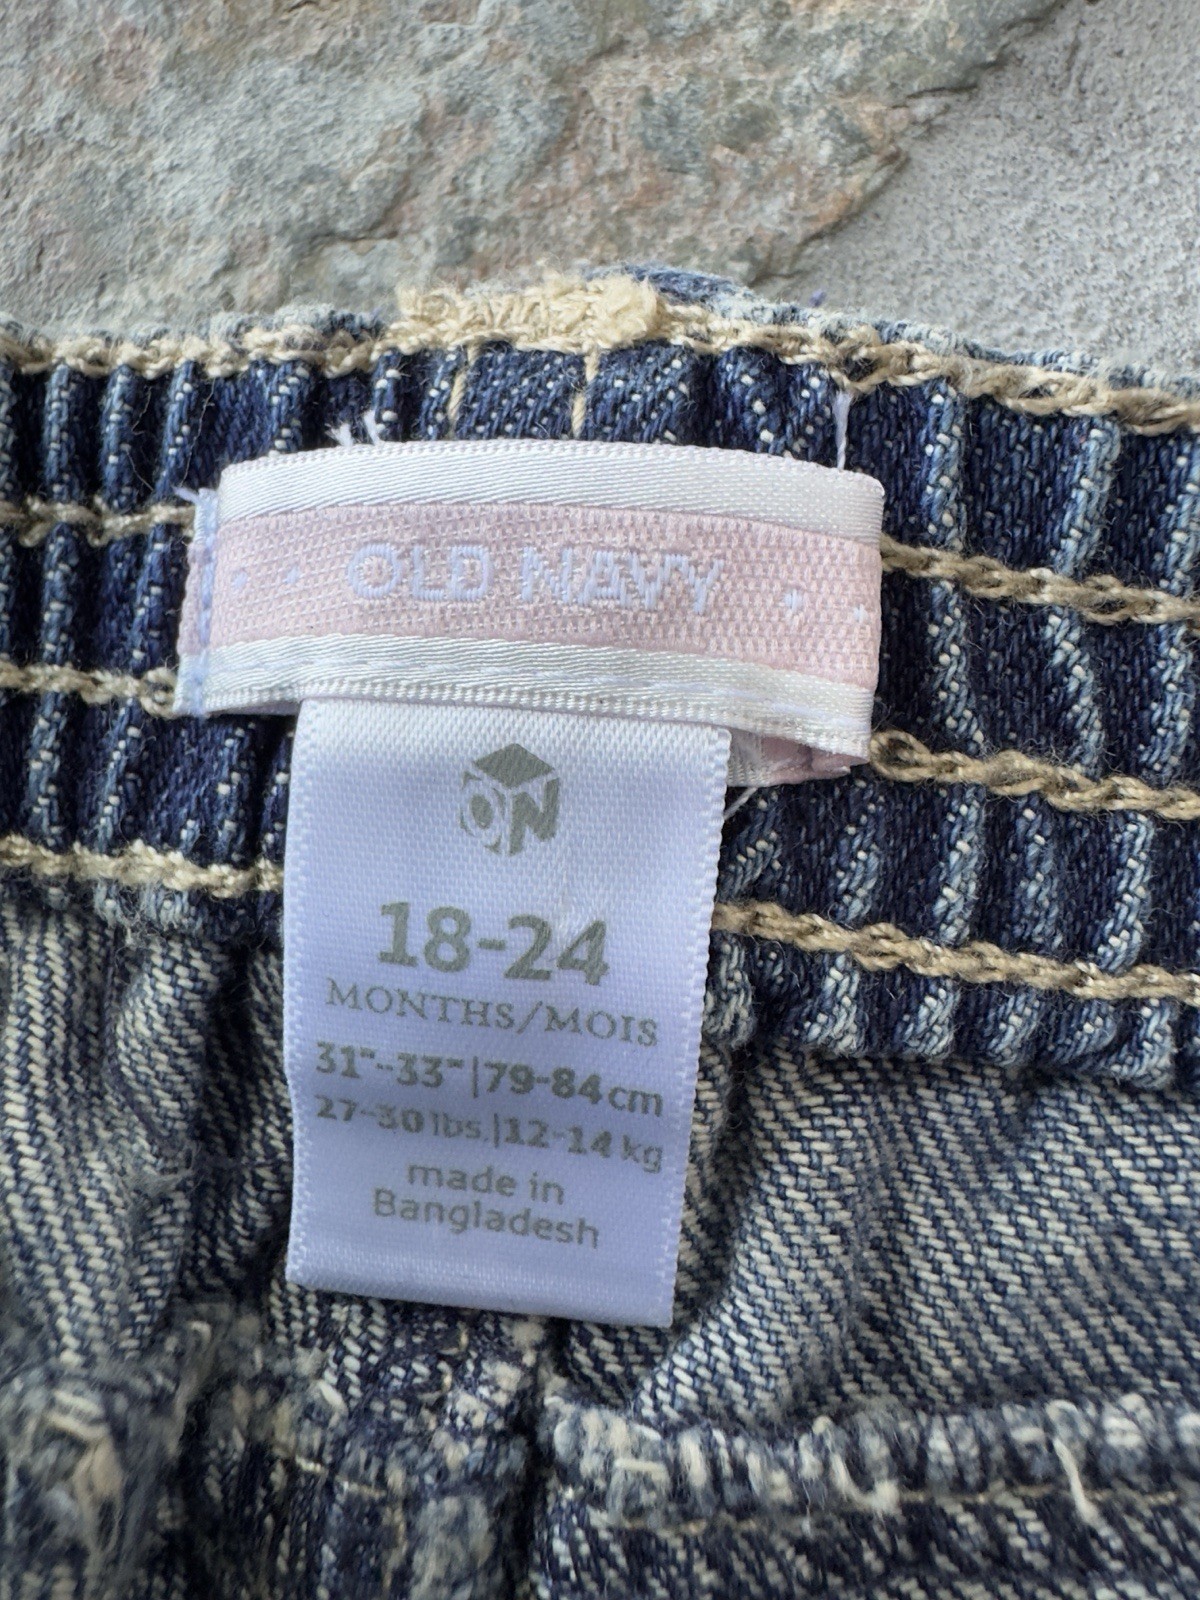 OLD NAVY
ON
18-24
MONTHS/MOIS
31"-33"|79-84cm
27-30 lbs.|12-14 kg
made in
Bangladesh